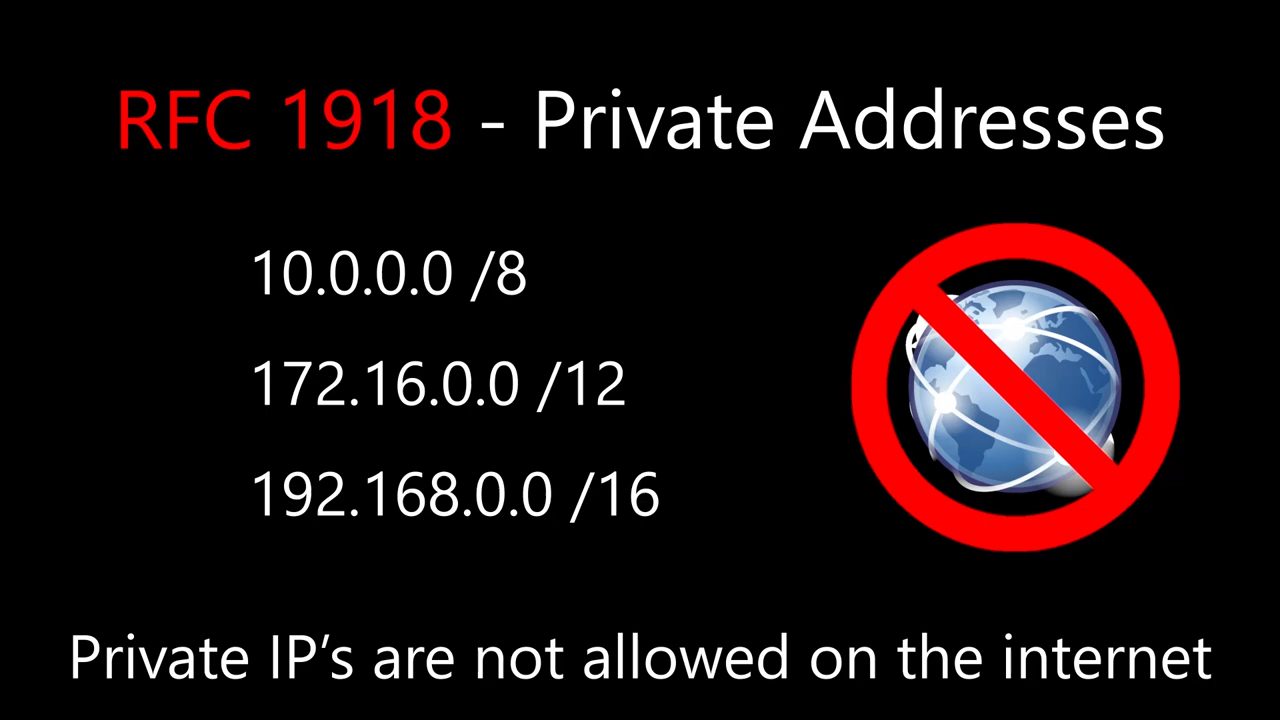 RFC 1918 - Private Addresses
10.0.0.0 /8
172.16.0.0 /12
192.168.0.0 /16
Private IP’s are not allowed on the internet